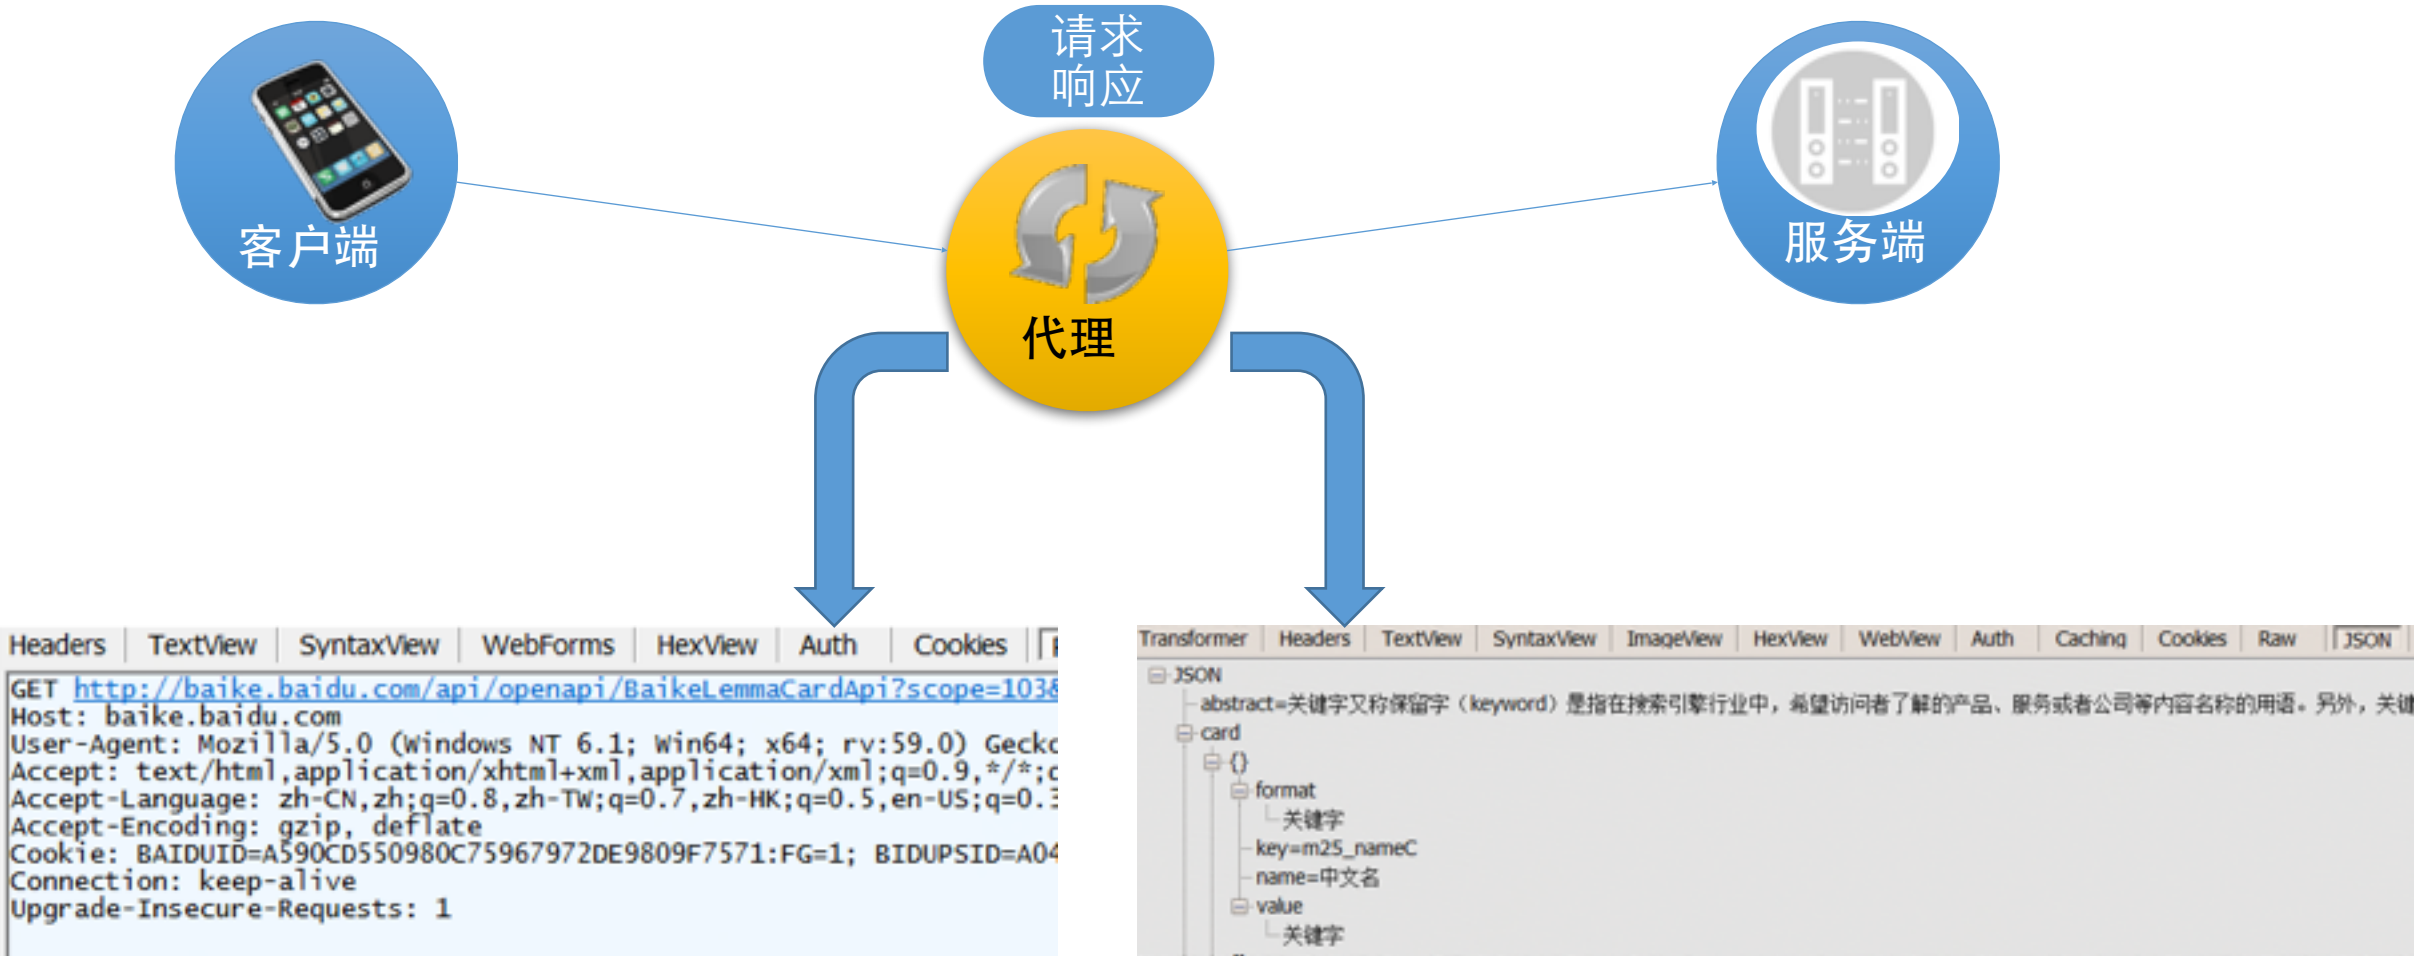 请求
响应
客户端
代理
服务端
Headers TextView SyntaxView WebForms HexView Auth Cookies
GET http://baike.baidu.com/api/openapi/BaikeLemmaCardApi?scope=103&
Host: baike.baidu.com
User-Agent: Mozilla/5.0 (Windows NT 6.1; Win64; x64; rv:59.0) Gecko
Accept: text/html,application/xhtml+xml,application/xml;q=0.9,*/*;q
Accept-Language: zh-CN,zh;q=0.8,zh-TW;q=0.7,zh-HK;q=0.5,en-US;q=0.3
Accept-Encoding: gzip, deflate
Cookie: BAIDUID=A590CD550980C75967972DE9809F7571:FG=1; BIDUPSID=A04
Connection: keep-alive
Upgrade-Insecure-Requests: 1
Transformer Headers TextView SyntaxView ImageView HexView WebView Auth Caching Cookies Raw JSON
JSON
abstract=关键字又称保留字（keyword）是指在搜索引擎行业中，希望访问者了解的产品、服务或者公司等内容名称的用语。另外，关键
card
{}
format
关键字
key=m25_nameC
name=中文名
value
关键字